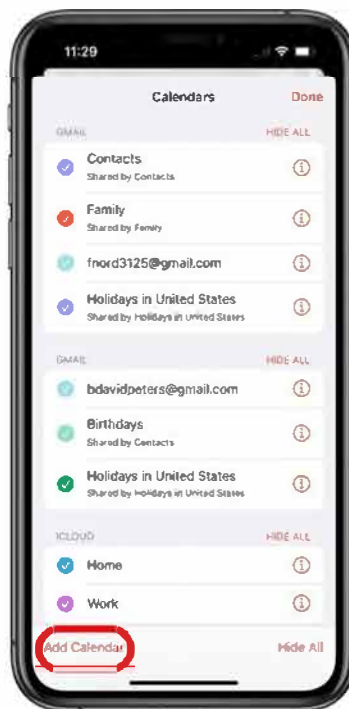 11:29
Calendars Done
GMAIL HIDE ALL
Contacts
Shared by Contacts
Family
Shared by Family
fnord3125@gmail.com
Holidays in United States
Shared by Holidays in United States
GMAIL HIDE ALL
bdavidpeters@gmail.com
Birthdays
Shared by Contacts
Holidays in United States
Shared by Holidays in United States
ICLOUD HIDE ALL
Home
Work
Add Calendar Hide All